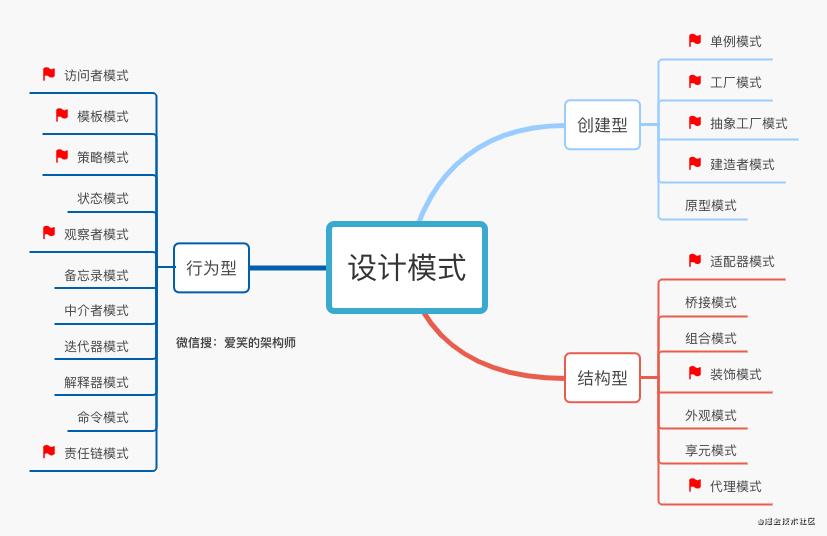 设计模式
创建型
单例模式
工厂模式
抽象工厂模式
建造者模式
原型模式
结构型
适配器模式
桥接模式
组合模式
装饰模式
外观模式
享元模式
代理模式
行为型
访问者模式
模板模式
策略模式
状态模式
观察者模式
备忘录模式
中介者模式
迭代器模式
解释器模式
命令模式
责任链模式
微信搜：爱笑的架构师
@掘金技术社区